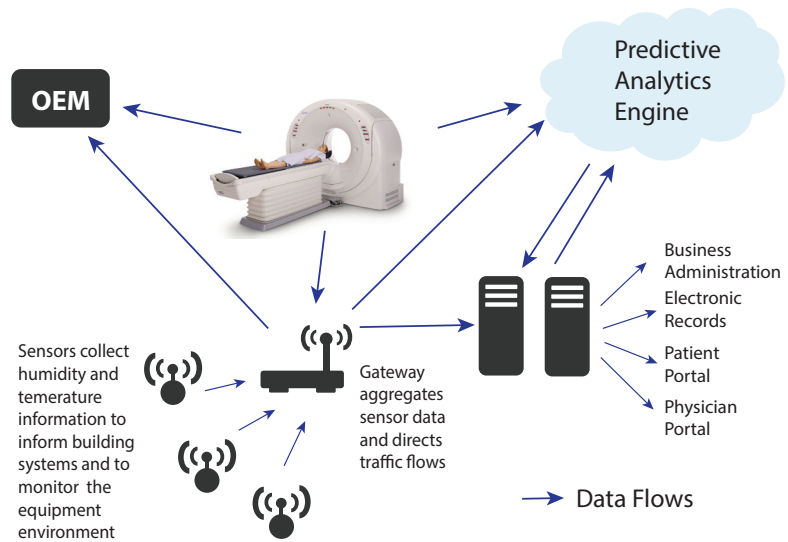 OEM
Predictive
Analytics
Engine
Business
Administration
Electronic
Records
Patient
Portal
Physician
Portal
Sensors collect
humidity and
temerature
information to
inform building
systems and to
monitor the
equipment
environment
Gateway
aggregates
sensor data
and directs
traffic flows
Data Flows